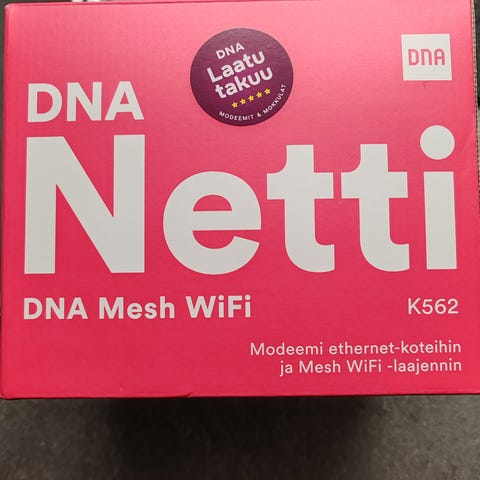 DNA
Laatu
takuu
MODEEMIT & MOKKULAT
DNA
DNA
Netti
DNA Mesh WiFi
K562
Modeemi ethernet-koteihin
ja Mesh WiFi -laajennin